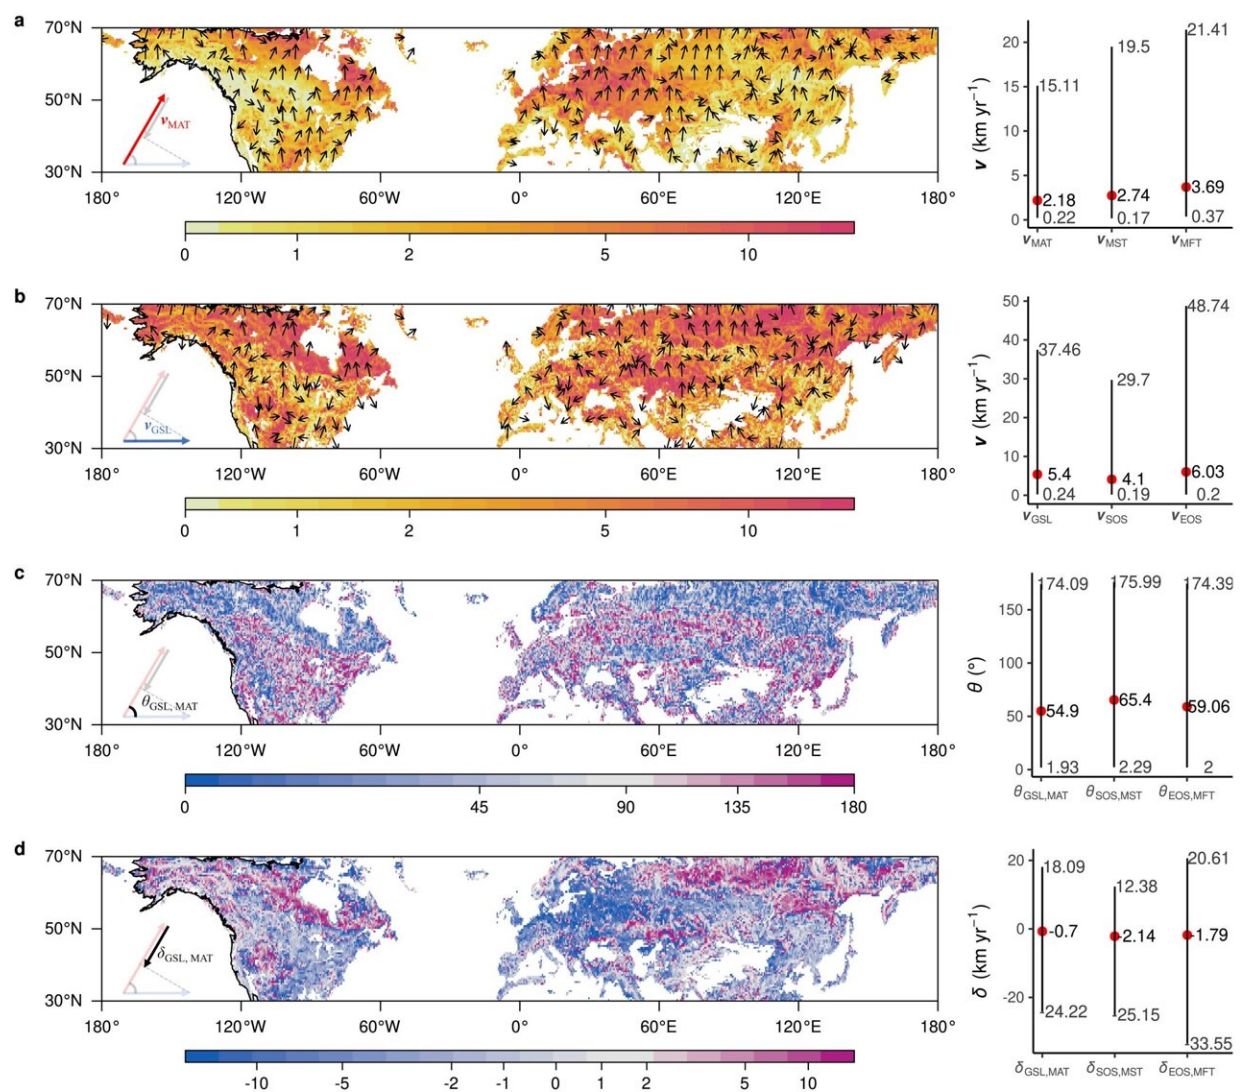 a
70°N
50°N
30°N
180°
120°W
60°W
0°
60°E
120°E
180°
vMAT
0
1
2
5
10
v (km yr−1)
20
15
10
5
0
15.11
19.5
21.41
2.18
2.74
3.69
0.22
0.17
0.37
vMAT
vMST
vMFT
b
70°N
50°N
30°N
180°
120°W
60°W
0°
60°E
120°E
180°
vGSL
0
1
2
5
10
v (km yr−1)
50
40
30
20
10
0
37.46
29.7
48.74
5.4
4.1
6.03
0.24
0.19
0.2
vGSL
vSOS
vEOS
c
70°N
50°N
30°N
180°
120°W
60°W
0°
60°E
120°E
180°
θGSL, MAT
0
45
90
135
180
θ (°)
150
100
50
0
174.09
175.99
174.39
54.9
65.4
59.06
1.93
2.29
2
θGSL,MAT
θSOS,MST
θEOS,MFT
d
70°N
50°N
30°N
180°
120°W
60°W
0°
60°E
120°E
180°
δGSL, MAT
-10
-5
-2
-1
0
1
2
5
10
δ (km yr−1)
20
0
-20
18.09
12.38
20.61
-0.7
-2.14
-1.79
-24.22
-25.15
-33.55
δGSL,MAT
δSOS,MST
δEOS,MFT